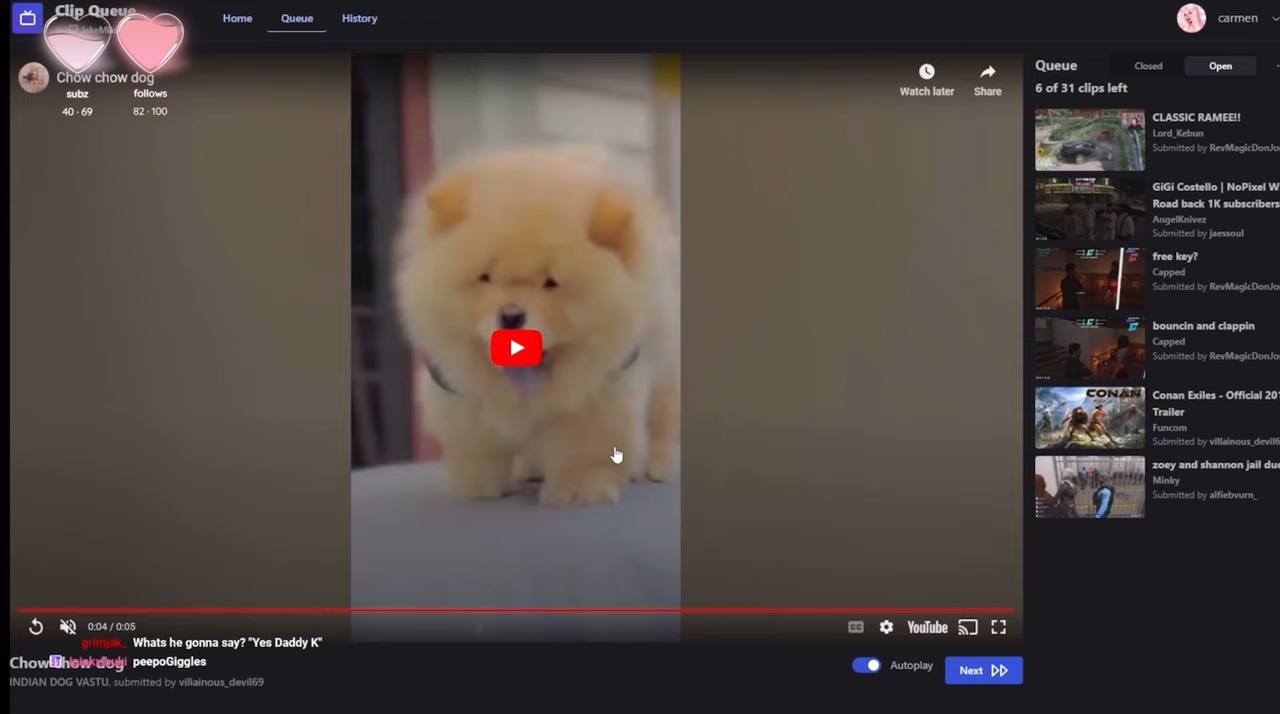 Clip Queue
Home
Queue
History
carmen
Chow chow dog
subz
follows
40 · 69
82 · 100
Watch later
Share
Queue
Closed
Open
6 of 31 clips left
CLASSIC RAMEE!!
Lord_Kebun
Submitted by RevMagicDonJo
GiGi Costello | NoPixel W
Road back 1K subscribers
AngelKnivez
Submitted by jaessoul
free key?
Capped
Submitted by RevMagicDonJo
bouncin and clappin
Capped
Submitted by RevMagicDonJo
CONAN
Conan Exiles - Official 20
Trailer
Funcom
Submitted by villainous_devil6
zoey and shannon jail du
Minky
Submitted by alfiebvurn_
0:04 / 0:05
CC
YouTube
grimjak_ Whats he gonna say? "Yes Daddy K"
peepoGiggles
Chow chow dog
INDIAN DOG VASTU, submitted by villainous_devil69
Autoplay
Next